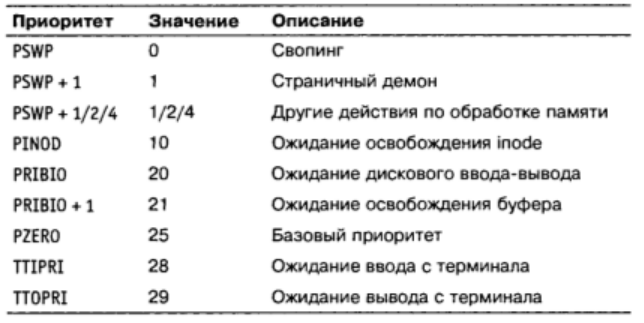 Приоритет Значение Описание
PSWP 0 Свопинг
PSWP + 1 1 Страничный демон
PSWP + 1/2/4 1/2/4 Другие действия по обработке памяти
PINOD 10 Ожидание освобождения inode
PRIBIO 20 Ожидание дискового ввода-вывода
PRIBIO + 1 21 Ожидание освобождения буфера
PZERO 25 Базовый приоритет
TTIPRI 28 Ожидание ввода с терминала
TTOPRI 29 Ожидание вывода с терминала